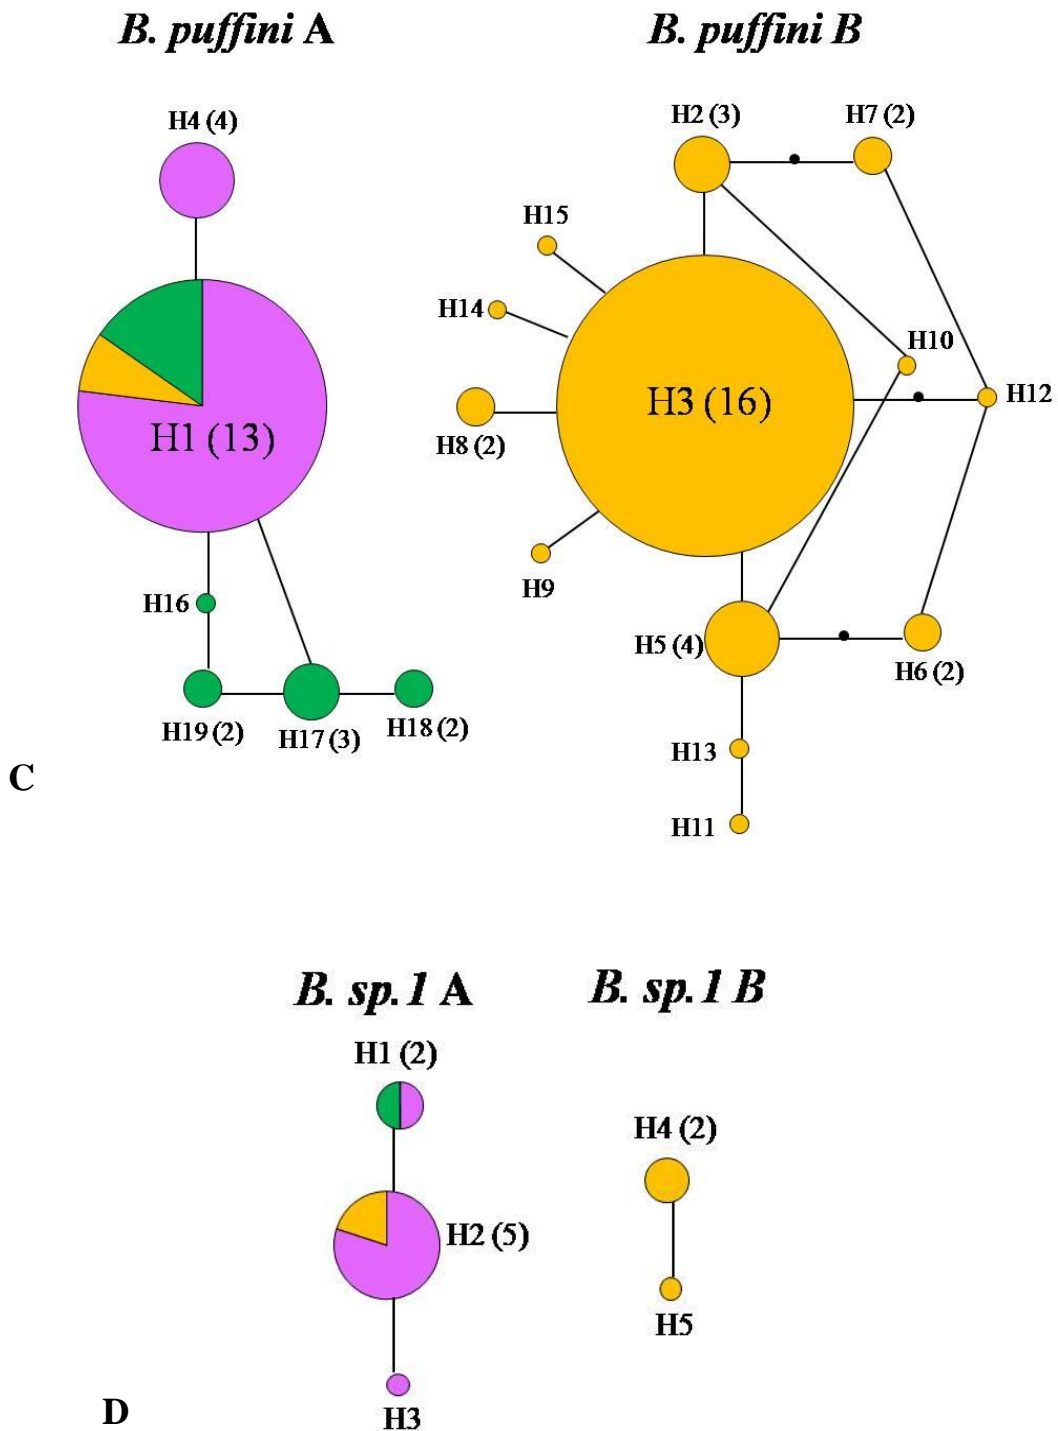 B. puffini A
B. puffini B
H4 (4)
H1 (13)
H16
H19 (2)
H17 (3)
H18 (2)
C
H2 (3)
H7 (2)
H15
H14
H10
H3 (16)
H12
H8 (2)
H9
H5 (4)
H6 (2)
H13
H11
B. sp. 1 A
B. sp. 1 B
H1 (2)
H2 (5)
H3
H4 (2)
H5
D